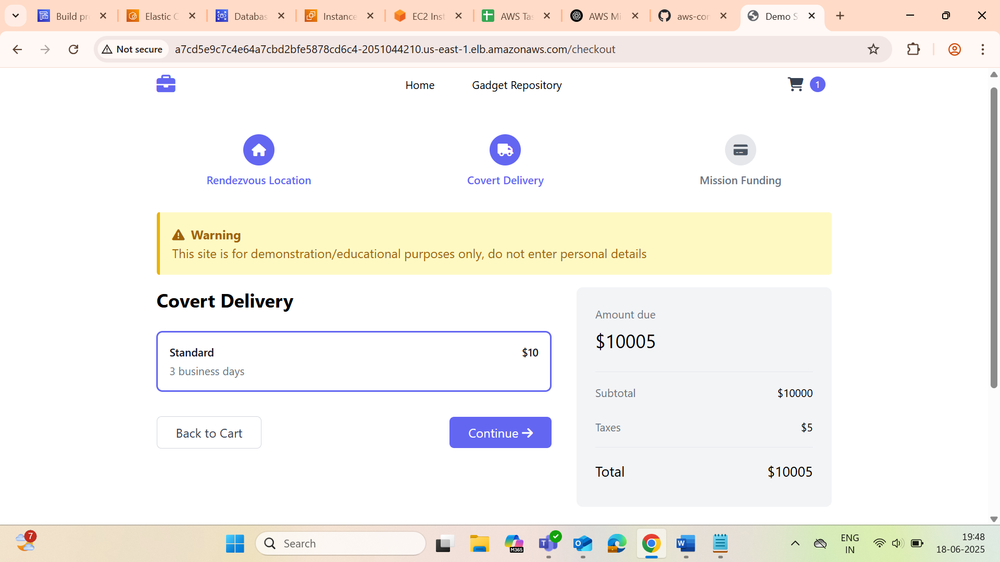 Build pr
Elastic C
Databas
Instance
EC2 Inst
AWS Tas
AWS Mi
aws-con
Demo S
Not secure
a7cd5e9c7c4e64a7cbd2bfe5878cd6c4-2051044210.us-east-1.elb.amazonaws.com/checkout
Home
Gadget Repository
1
Rendezvous Location
Covert Delivery
Mission Funding
Warning
This site is for demonstration/educational purposes only, do not enter personal details
Covert Delivery
Standard
$10
3 business days
Back to Cart
Continue
Amount due
$10005
Subtotal
$10000
Taxes
$5
Total
$10005
7
Search
M365
ENG
IN
19:48
18-06-2025